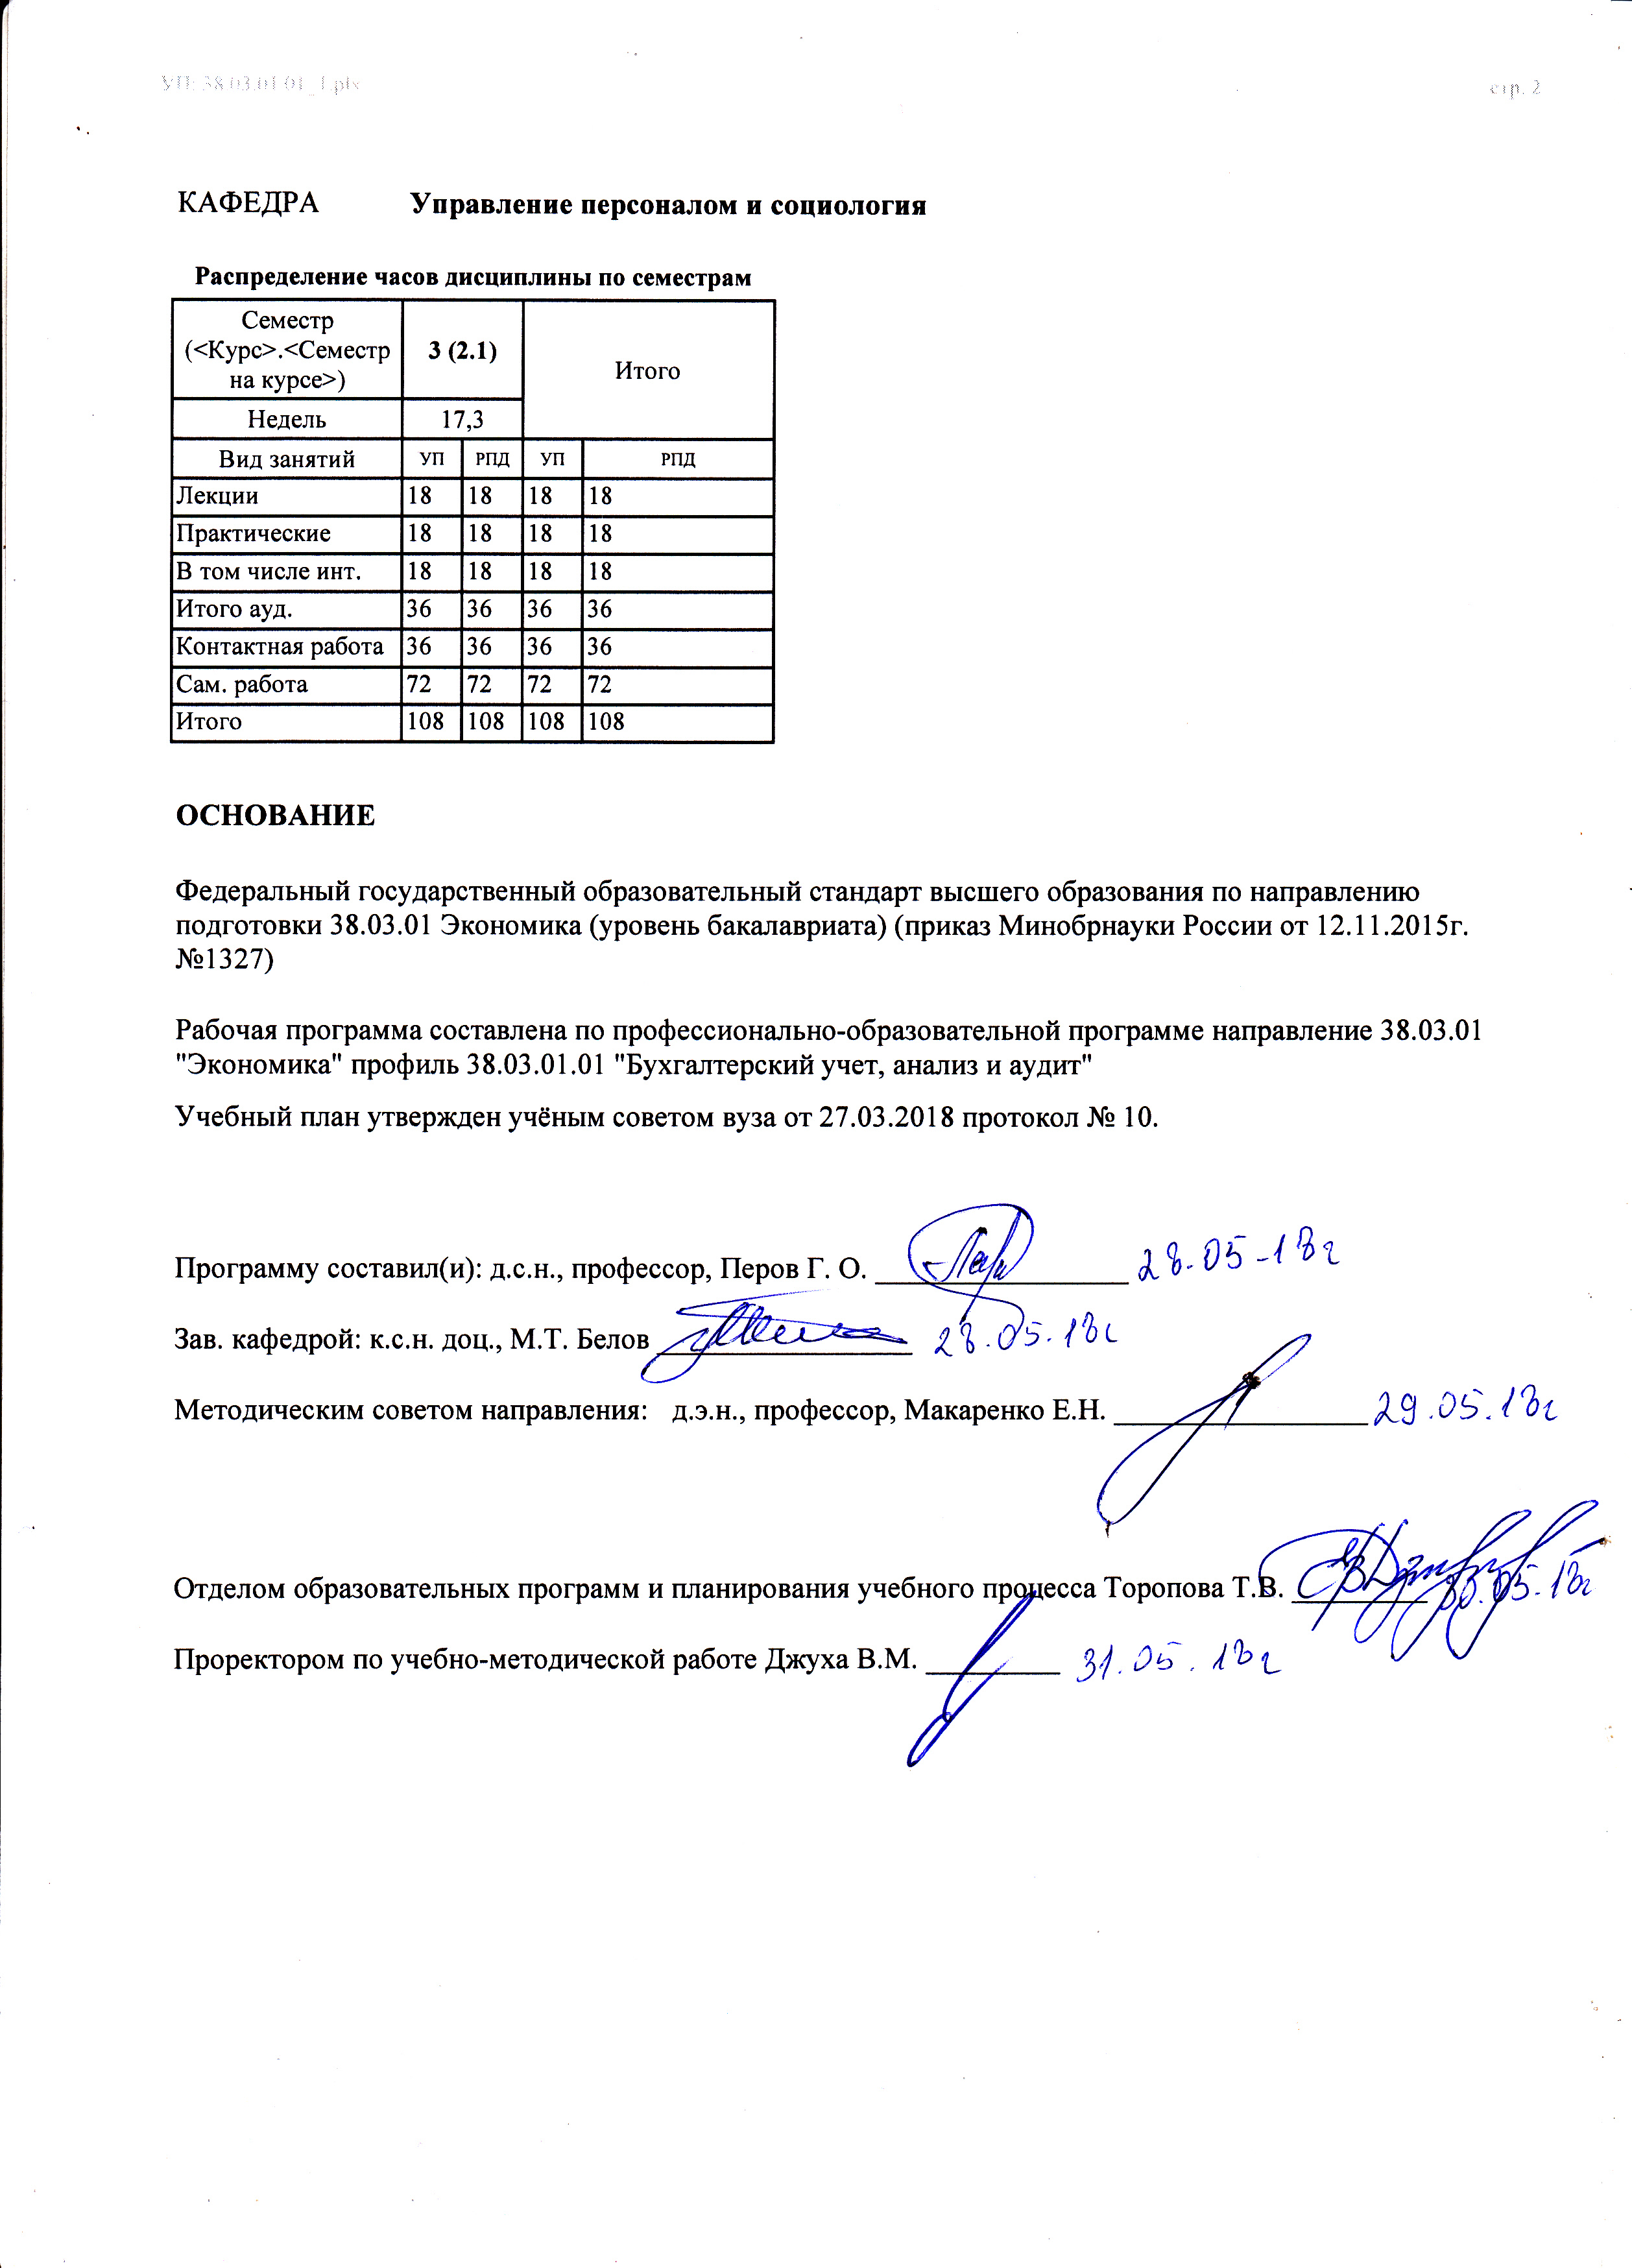 УП: 38.03.01.01_1.plx
стр. 2
КАФЕДРА Управление персоналом и социология
Распределение часов дисциплины по семестрам
Семестр
(<Курс>.<Семестр
на курсе>)
3 (2.1)
Итого
Недель 17,3
Вид занятий УП РПД УП РПД
Лекции 18 18 18 18
Практические 18 18 18 18
В том числе инт. 18 18 18 18
Итого ауд. 36 36 36 36
Контактная работа 36 36 36 36
Сам. работа 72 72 72 72
Итого 108 108 108 108
ОСНОВАНИЕ
Федеральный государственный образовательный стандарт высшего образования по направлению
подготовки 38.03.01 Экономика (уровень бакалавриата) (приказ Минобрнауки России от 12.11.2015г.
№1327)
Рабочая программа составлена по профессионально-образовательной программе направление 38.03.01
"Экономика" профиль 38.03.01.01 "Бухгалтерский учет, анализ и аудит"
Учебный план утвержден учёным советом вуза от 27.03.2018 протокол № 10.
Программу составил(и): д.с.н., профессор, Перов Г. О. 28.05-18г
Зав. кафедрой: к.с.н. доц., М.Т. Белов 28.05.18г
Методическим советом направления: д.э.н., профессор, Макаренко Е.Н. 29.05.18г
Отделом образовательных программ и планирования учебного процесса Торопова Т.В. 30.05.18г
Проректором по учебно-методической работе Джуха В.М. 31.05.18г